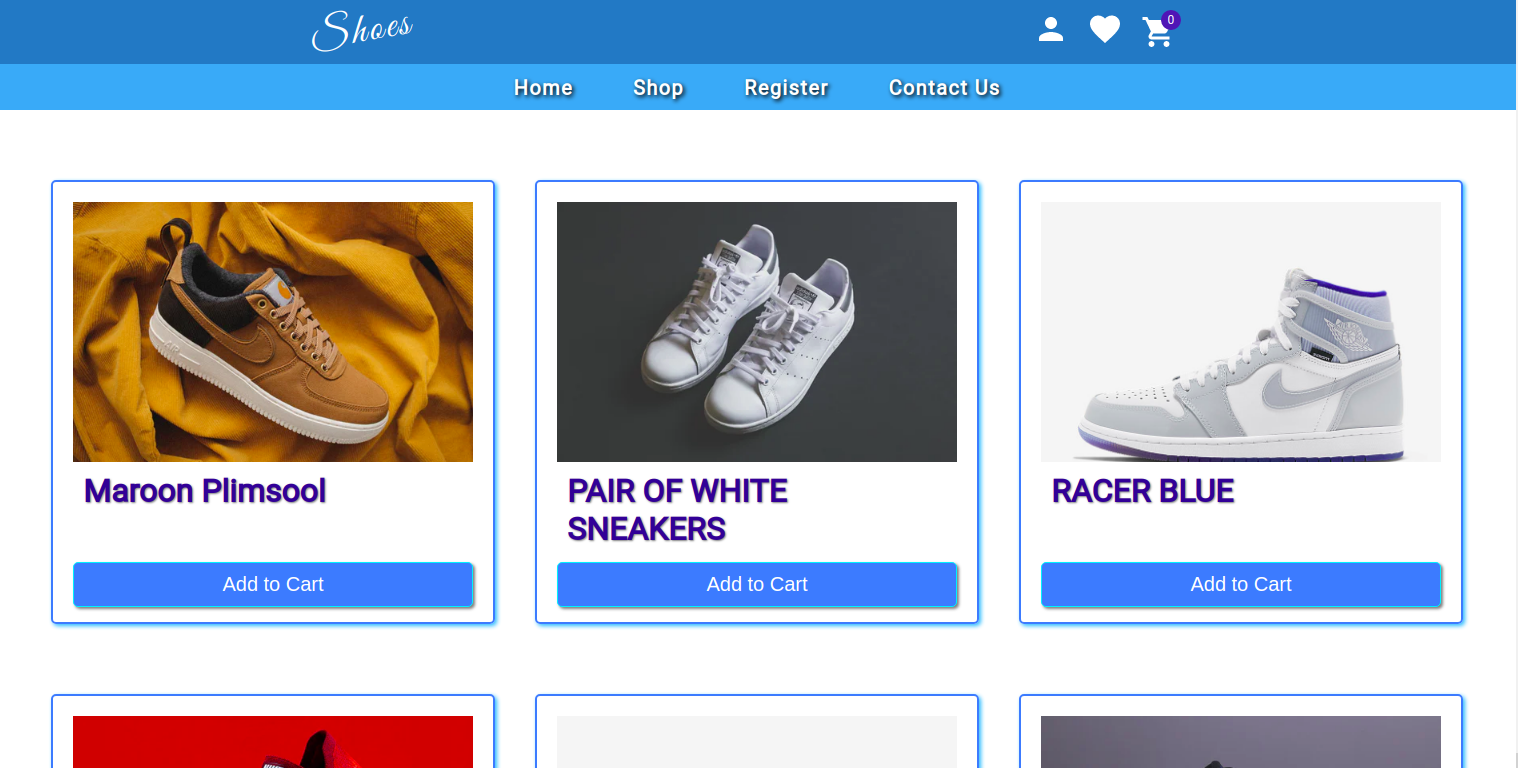 Shoes
0
Home Shop Register Contact Us
Maroon Plimsool
PAIR OF WHITE
SNEAKERS
RACER BLUE
Add to Cart
Add to Cart
Add to Cart